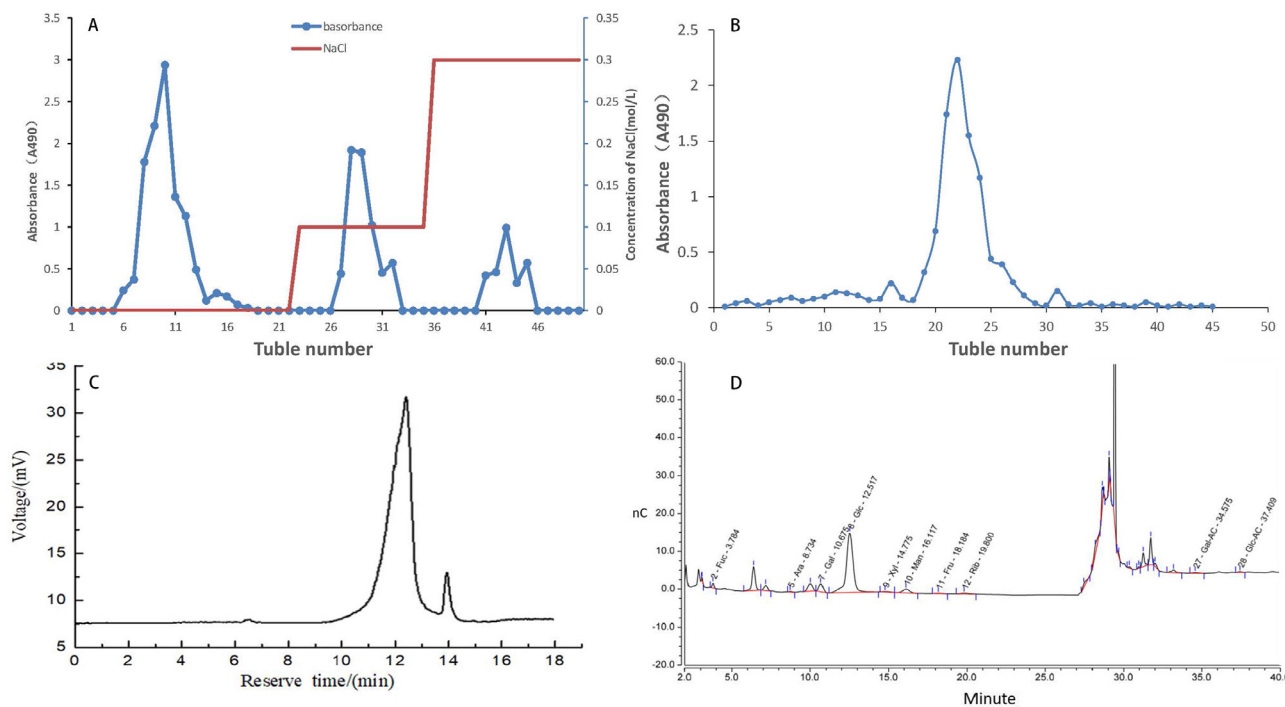 A
basorbance
NaCl
3.5
3
2.5
2
1.5
1
0.5
0
Absorbance（A490）
0.35
0.3
0.25
0.2
0.15
0.1
0.05
0
Concentration of NaCl(mol/L)
1 6 11 16 21 26 31 36 41 46
Tuble number
B
2.5
2
1.5
1
0.5
0
Absorbance（A490）
0 5 10 15 20 25 30 35 40 45 50
Tuble number
C
35
30
25
20
15
10
5
Voltage/(mV)
0 2 4 6 8 10 12 14 16 18 19
Reserve time/(min)
D
60.0
50.0
40.0
30.0
20.0
10.0
0.0
-10.0
-20.0
nC
2 - Fuc - 3.784
5 - Ara - 8.734
7 - Gal - 10.675
8 - Glc - 12.517
9 - Xyl - 14.775
10 - Man - 16.117
11 - Fru - 18.184
12 - Rib - 19.800
27 - Gal-AC - 34.575
28 - Glc-AC - 37.409
2.0 5.0 10.0 15.0 20.0 25.0 30.0 35.0 40.0
Minute